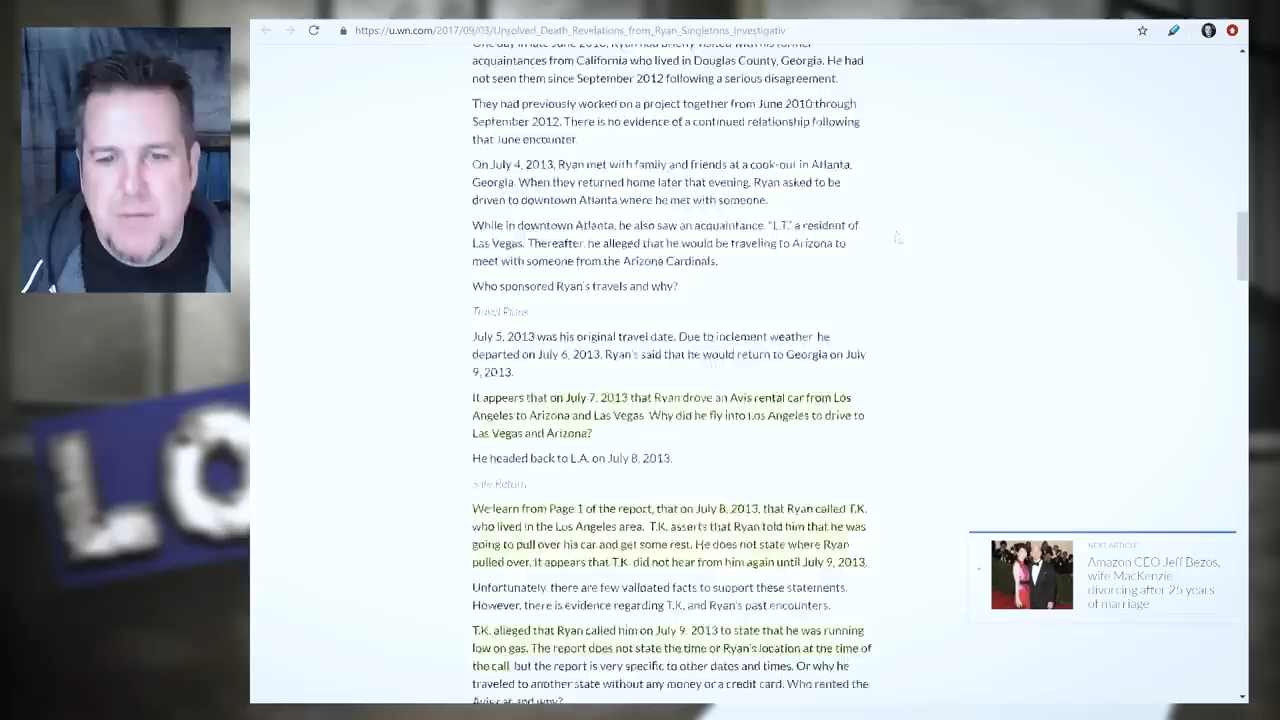 https://u.wn.com/2017/09/03/Unsolved_Death_Revelations_from_Ryan_Singletons_Investigativ
One day in late June 2013, Ryan had briefly visited with his former
acquaintances from California who lived in Douglas County, Georgia. He had
not seen them since September 2012 following a serious disagreement.
They had previously worked on a project together from June 2010 through
September 2012. There is no evidence of a continued relationship following
that June encounter.
On July 4, 2013, Ryan met with family and friends at a cook-out in Atlanta,
Georgia. When they returned home later that evening, Ryan asked to be
driven to downtown Atlanta where he met with someone.
While in downtown Atlanta, he also saw an acquaintance, "L.T." a resident of
Las Vegas. Thereafter, he alleged that he would be traveling to Arizona to
meet with someone from the Arizona Cardinals.
Who sponsored Ryan's travels and why?
Travel Plans
July 5, 2013 was his original travel date. Due to inclement weather he
departed on July 6, 2013. Ryan's said that he would return to Georgia on July
9, 2013.
It appears that on July 7, 2013 that Ryan drove an Avis rental car from Los
Angeles to Arizona and Las Vegas. Why did he fly into Los Angeles to drive to
Las Vegas and Arizona?
He headed back to L.A. on July 8, 2013.
Safe Return
We learn from Page 1 of the report, that on July 8, 2013, that Ryan called T.K.
who lived in the Los Angeles area. T.K. asserts that Ryan told him that he was
going to pull over his car and get some rest. He does not state where Ryan
pulled over. It appears that T.K. did not hear from him again until July 9, 2013.
Unfortunately, there are few validated facts to support these statements.
However, there is evidence regarding T.K. and Ryan's past encounters.
T.K. alleged that Ryan called him on July 9, 2013 to state that he was running
low on gas. The report does not state the time or Ryan's location at the time of
the call, but the report is very specific to other dates and times. Or why he
traveled to another state without any money or a credit card. Who rented the
Avis car, and why?
NEXT ARTICLE
Amazon CEO Jeff Bezos,
wife MacKenzie
divorcing after 25 years
of marriage
LO